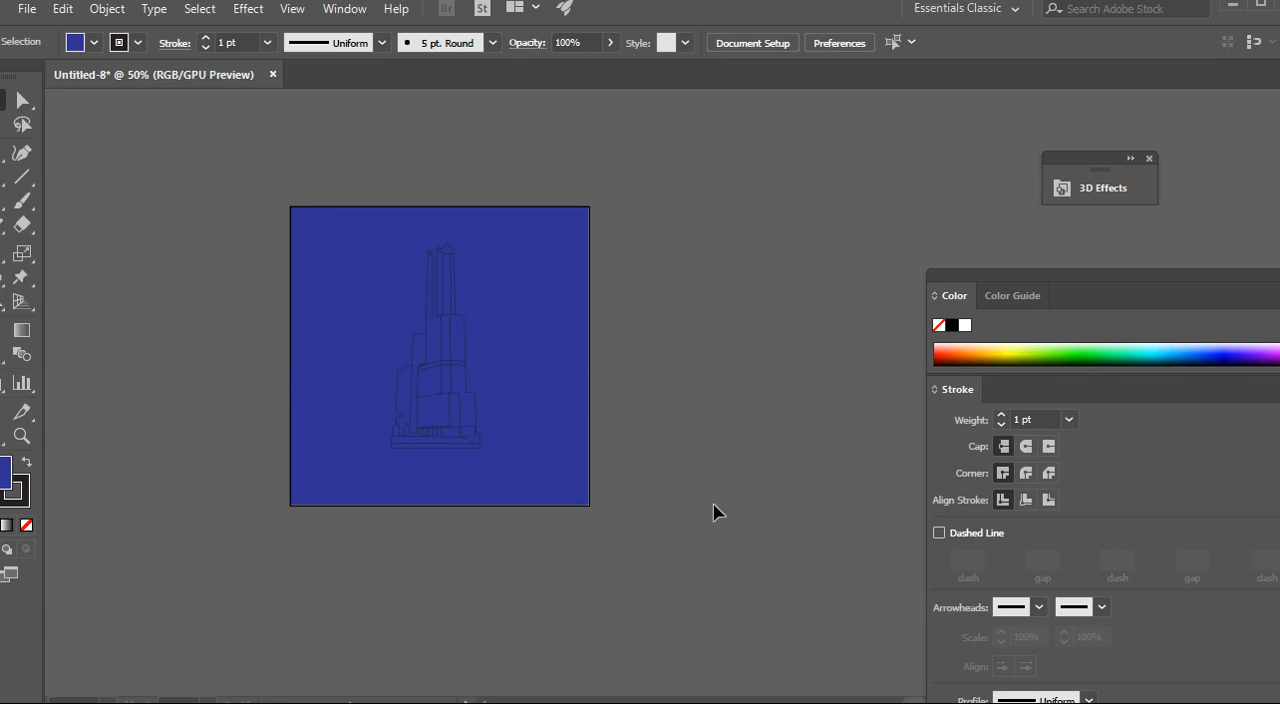 File Edit Object Type Select Effect View Window Help Br St Essentials Classic Search Adobe Stock
Selection Stroke: 1 pt Uniform 5 pt. Round Opacity: 100% Style: Document Setup Preferences
Untitled-8* @ 50% (RGB/GPU Preview) ×
3D Effects
Color Color Guide
Stroke
Weight: 1 pt
Cap:
Corner:
Align Stroke:
Dashed Line
dash gap dash gap dash
Arrowheads:
Scale: 100% 100%
Align:
Profile: Uniform